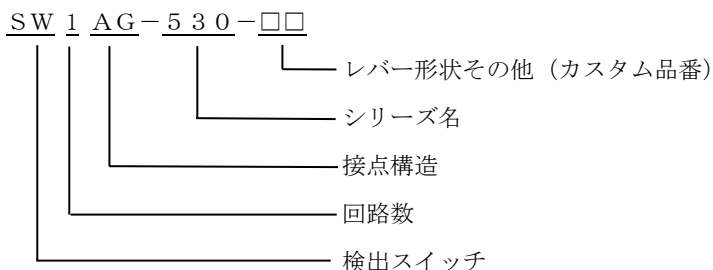 ＳＷ１ＡＧ－５３０－□□
レバー形状その他（カスタム品番）
シリーズ名
接点構造
回路数
検出スイッチ